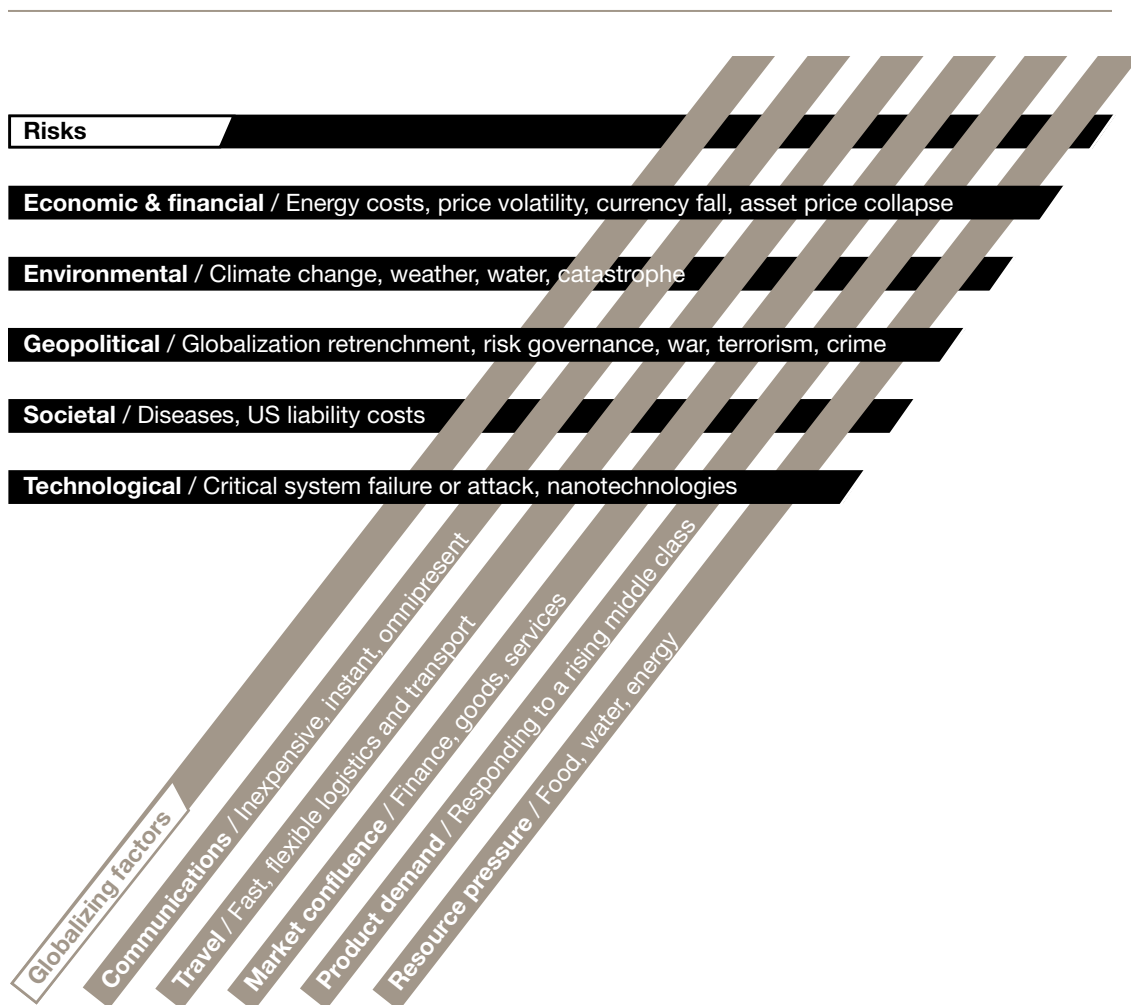 Risks
Economic & financial / Energy costs, price volatility, currency fall, asset price collapse
Environmental / Climate change, weather, water, catastrophe
Geopolitical / Globalization retrenchment, risk governance, war, terrorism, crime
Societal / Diseases, US liability costs
Technological / Critical system failure or attack, nanotechnologies
Globalizing factors
Communications / Inexpensive, instant, omnipresent
Travel / Fast, flexible logistics and transport
Market confluence / Finance, goods, services
Product demand / Responding to a rising middle class
Resource pressure / Food, water, energy